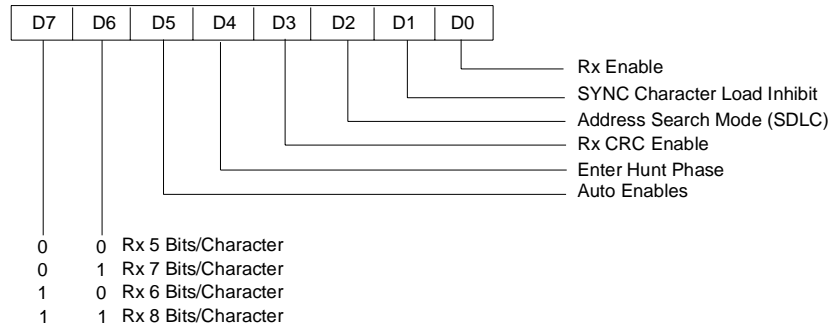 D7 D6 D5 D4 D3 D2 D1 D0
Rx Enable
SYNC Character Load Inhibit
Address Search Mode (SDLC)
Rx CRC Enable
Enter Hunt Phase
Auto Enables
0 0 Rx 5 Bits/Character
0 1 Rx 7 Bits/Character
1 0 Rx 6 Bits/Character
1 1 Rx 8 Bits/Character